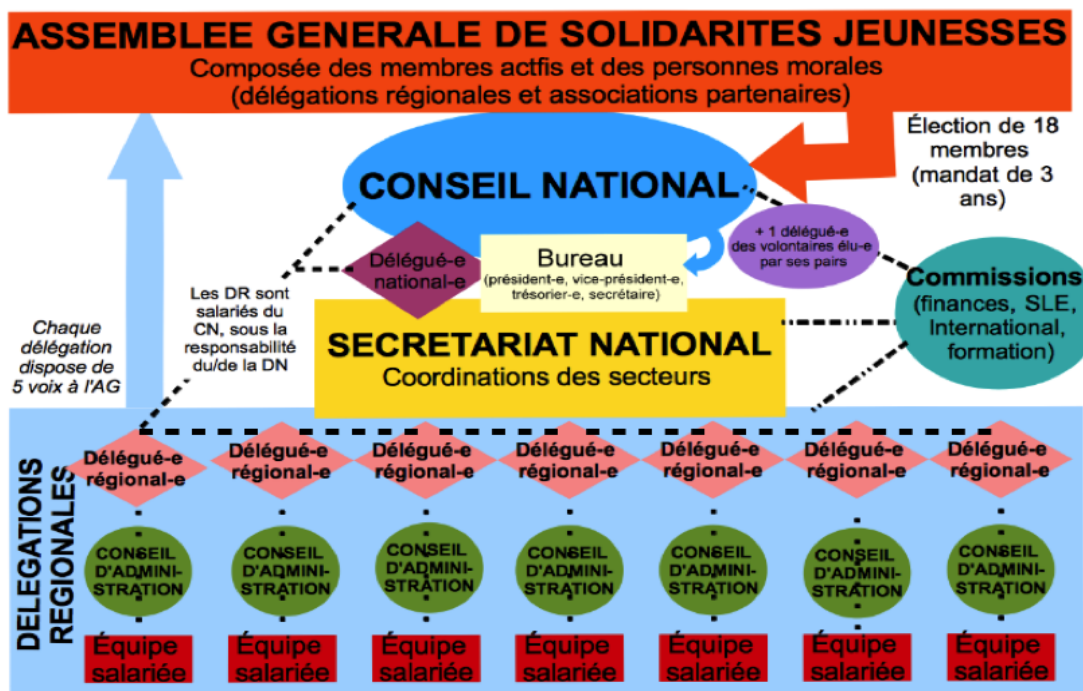 ASSEMBLEE GENERALE DE SOLIDARITES JEUNESSES
Composée des membres actfis et des personnes morales
(délégations régionales et associations partenaires)
Élection de 18
membres
(mandat de 3
ans)
CONSEIL NATIONAL
+ 1 délégué-e
des volontaires élu-e
par ses pairs
Délégué-e
national-e
Bureau
(président-e, vice-président-e,
trésorier-e, secrétaire)
Commissions
(finances, SLE,
International,
formation)
Les DR sont
salariés du
CN, sous la
responsabilité
du/de la DN
Chaque
délégation
dispose de
5 voix à l'AG
SECRETARIAT NATIONAL
Coordinations des secteurs
DELEGATIONS
REGIONALES
Délégué-e
régional-e
Délégué-e
régional-e
Délégué-e
régional-e
Délégué-e
régional-e
Délégué-e
régional-e
Délégué-e
régional-e
Délégué-e
régional-e
CONSEIL
D'ADMINI-
STRATION
CONSEIL
D'ADMINI-
STRATION
CONSEIL
D'ADMINI-
STRATION
CONSEIL
D'ADMINI-
STRATION
CONSEIL
D'ADMINI-
STRATION
CONSEIL
D'ADMINI-
STRATION
CONSEIL
D'ADMINI-
STRATION
Équipe
salariée
Équipe
salariée
Équipe
salariée
Équipe
salariée
Équipe
salariée
Équipe
salariée
Équipe
salariée